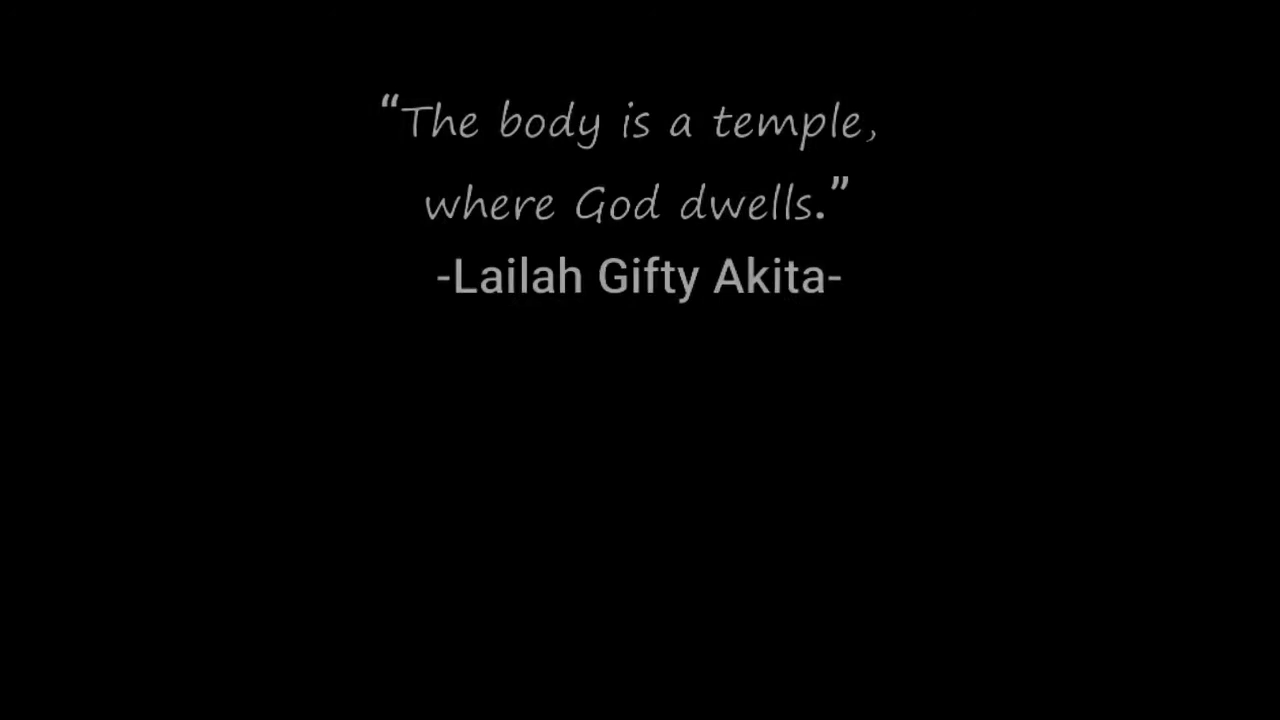 “The body is a temple,
where God dwells.”
-Lailah Gifty Akita-